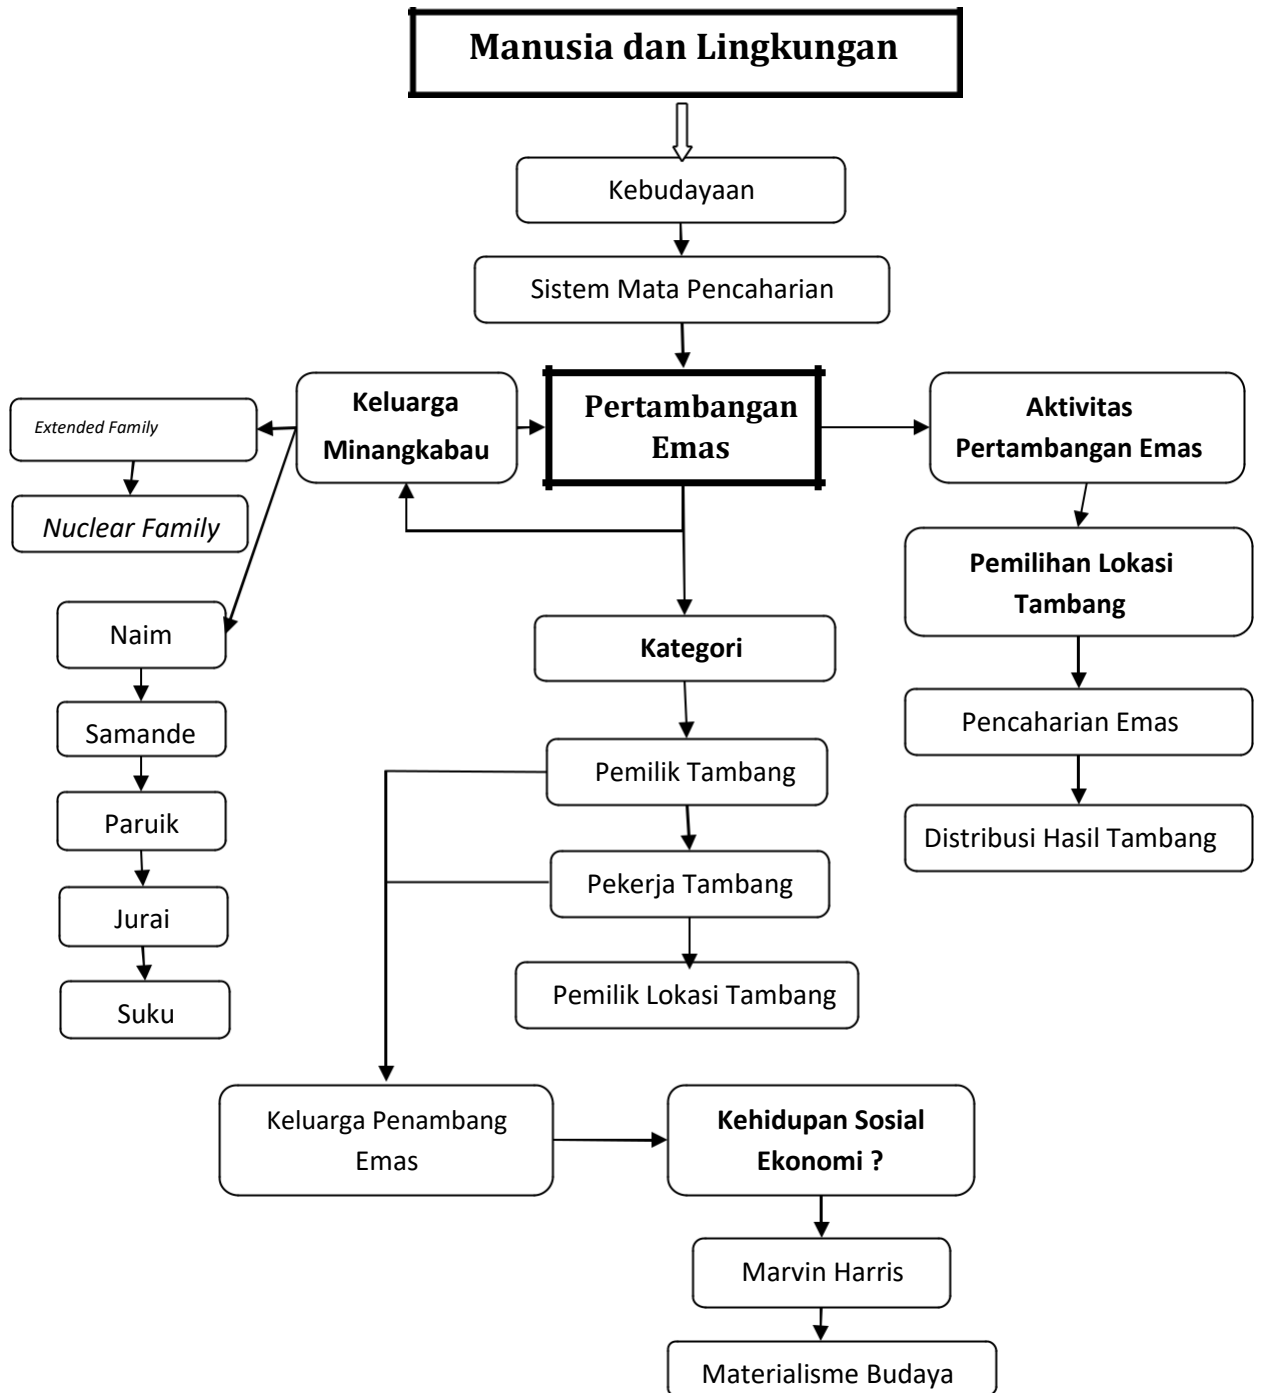 Manusia dan Lingkungan
Kebudayaan
Sistem Mata Pencaharian
Keluarga
Minangkabau
Pertambangan
Emas
Aktivitas
Pertambangan Emas
Extended Family
Nuclear Family
Pemilihan Lokasi
Tambang
Naim
Kategori
Samande
Pencaharian Emas
Pemilik Tambang
Paruik
Distribusi Hasil Tambang
Pekerja Tambang
Jurai
Pemilik Lokasi Tambang
Suku
Keluarga Penambang
Emas
Kehidupan Sosial
Ekonomi ?
Marvin Harris
Materialisme Budaya